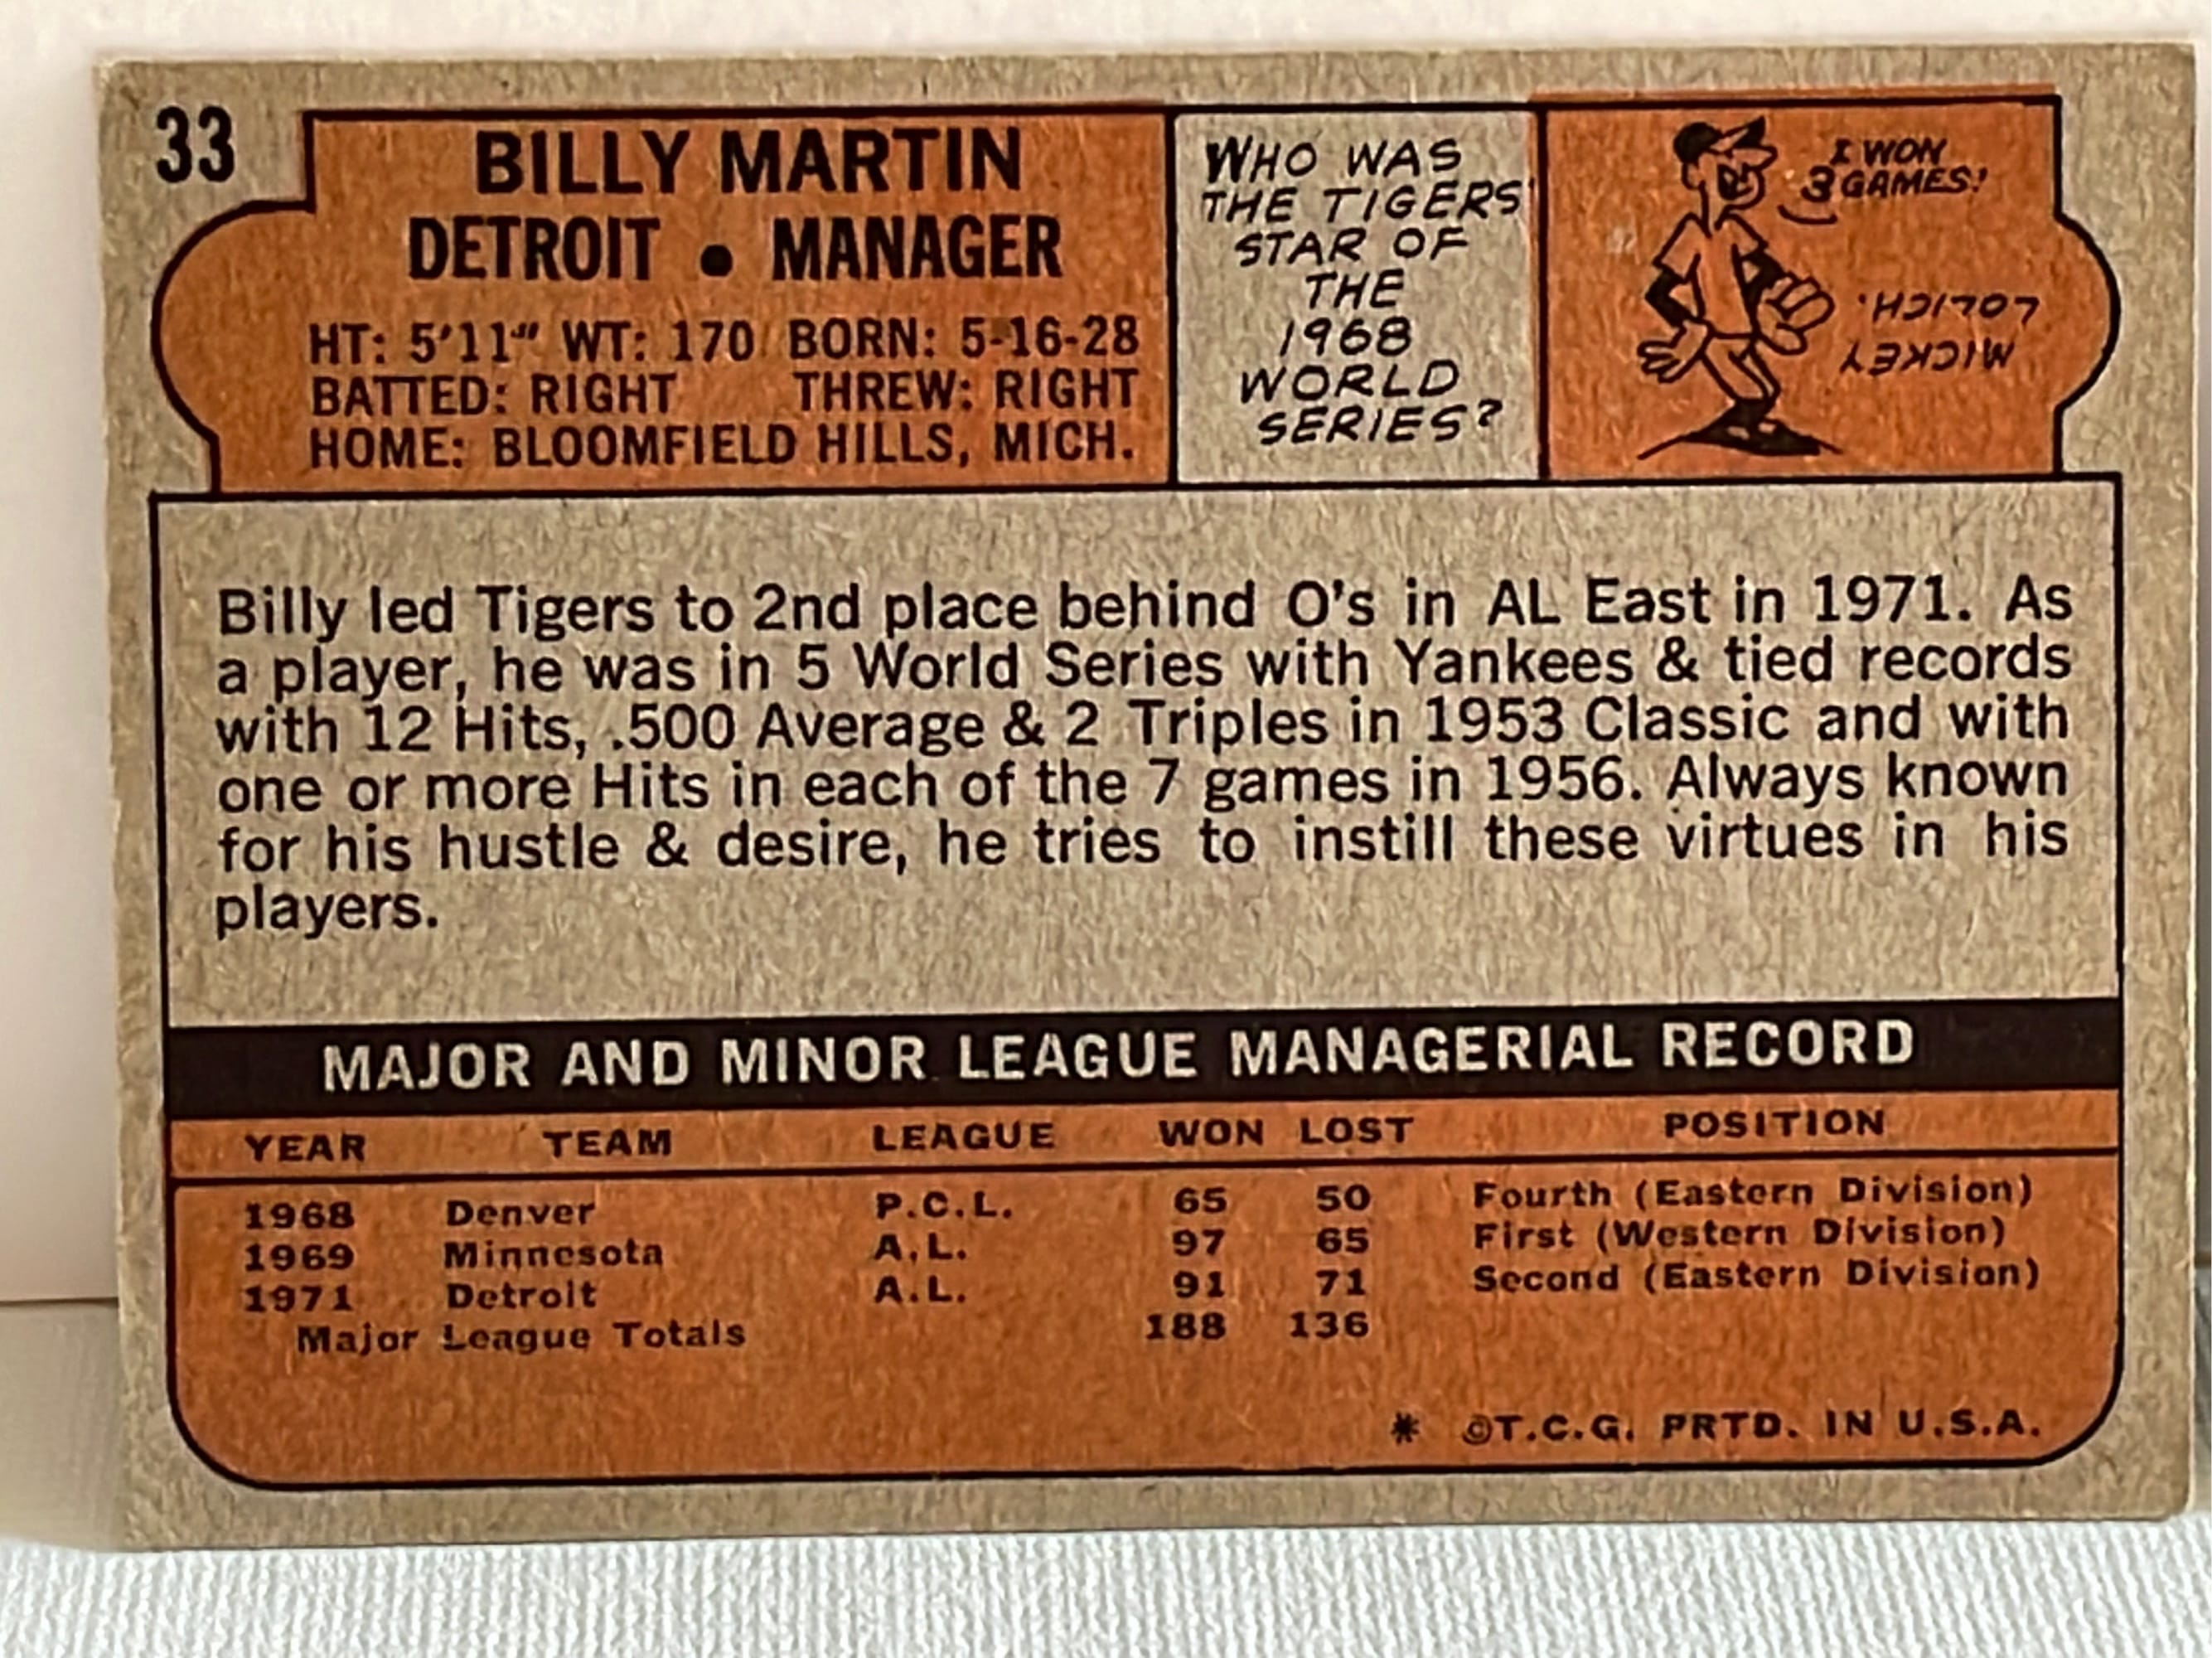 33
BILLY MARTIN
DETROIT • MANAGER
HT: 5'11" WT: 170 BORN: 5-16-28
BATTED: RIGHT THREW: RIGHT
HOME: BLOOMFIELD HILLS, MICH.
WHO WAS
THE TIGERS'
STAR OF
THE
1968
WORLD
SERIES?
I WON
3 GAMES!
MICKEY
LOLICH.
Billy led Tigers to 2nd place behind O's in AL East in 1971. As
a player, he was in 5 World Series with Yankees & tied records
with 12 Hits, .500 Average & 2 Triples in 1953 Classic and with
one or more Hits in each of the 7 games in 1956. Always known
for his hustle & desire, he tries to instill these virtues in his
players.
MAJOR AND MINOR LEAGUE MANAGERIAL RECORD
YEAR TEAM LEAGUE WON LOST POSITION
1968 Denver P.C.L. 65 50 Fourth (Eastern Division)
1969 Minnesota A.L. 97 65 First (Western Division)
1971 Detroit A.L. 91 71 Second (Eastern Division)
Major League Totals 188 136
* ©T.C.G. PRTD. IN U.S.A.